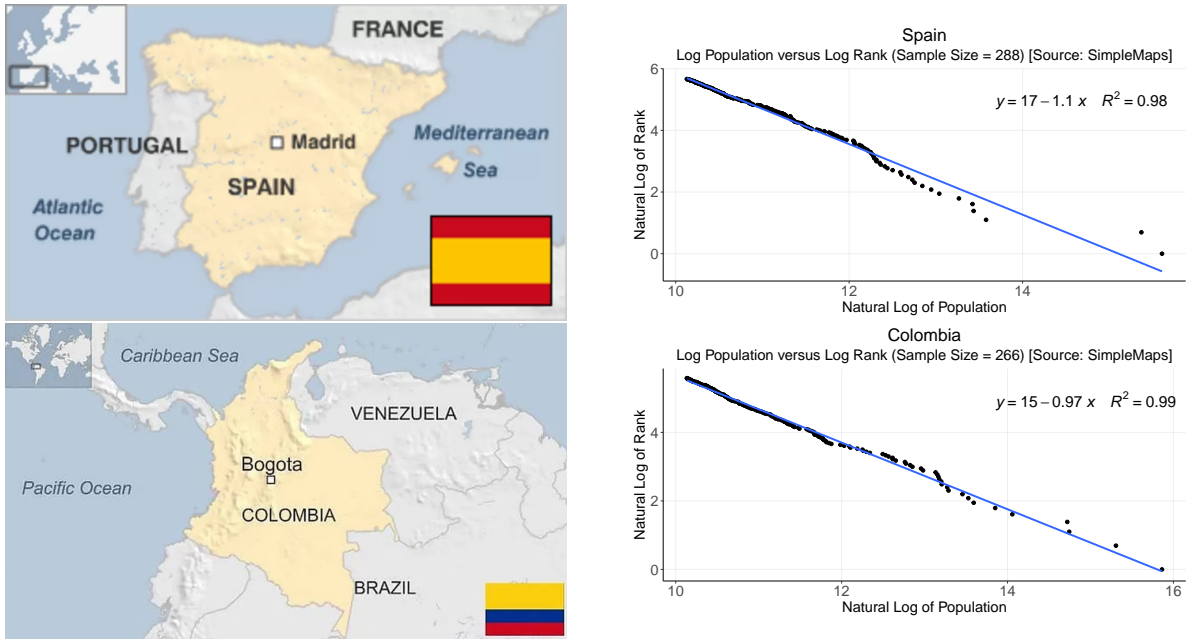 FRANCE
PORTUGAL
Madrid
Mediterranean
Sea
SPAIN
Atlantic
Ocean
Spain
Log Population versus Log Rank (Sample Size = 288) [Source: SimpleMaps]
Natural Log of Rank
6
4
2
0
y = 17 − 1.1 x R² = 0.98
10 12 14
Natural Log of Population
Caribbean Sea
VENEZUELA
Bogota
Pacific Ocean
COLOMBIA
BRAZIL
Colombia
Log Population versus Log Rank (Sample Size = 266) [Source: SimpleMaps]
Natural Log of Rank
4
2
0
y = 15 − 0.97 x R² = 0.99
10 12 14 16
Natural Log of Population